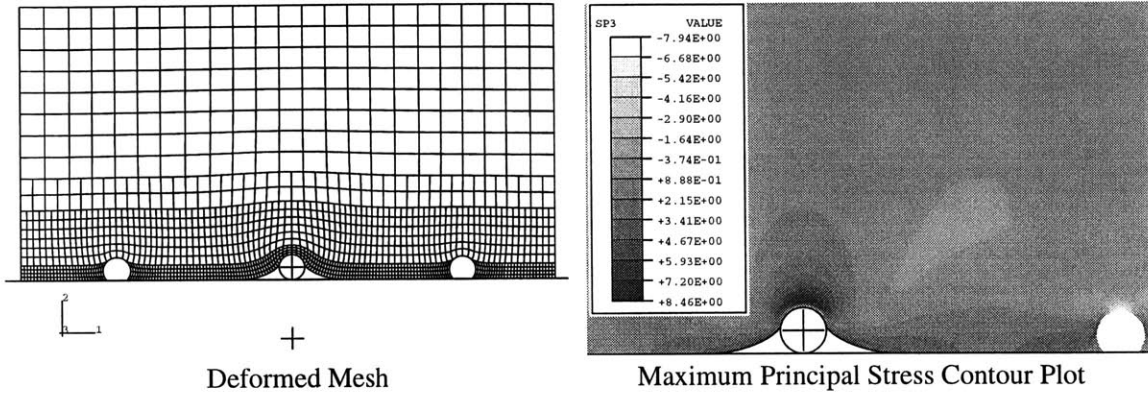 2
3
1
Deformed Mesh
SP3 VALUE
-7.94E+00
-6.68E+00
-5.42E+00
-4.16E+00
-2.90E+00
-1.64E+00
-3.74E-01
+8.88E-01
+2.15E+00
+3.41E+00
+4.67E+00
+5.93E+00
+7.20E+00
+8.46E+00
Maximum Principal Stress Contour Plot